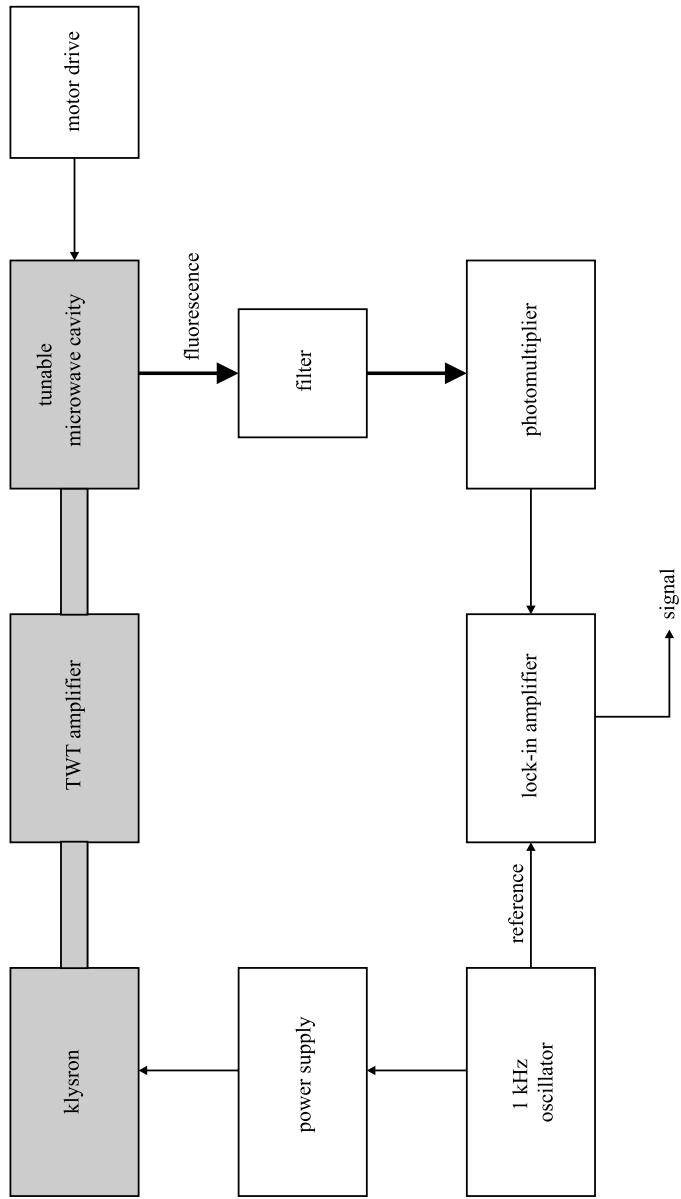 klysron
TWT amplifier
tunable
microwave cavity
motor drive
fluorescence
power supply
filter
1 kHz
oscillator
reference
lock-in amplifier
photomultiplier
signal